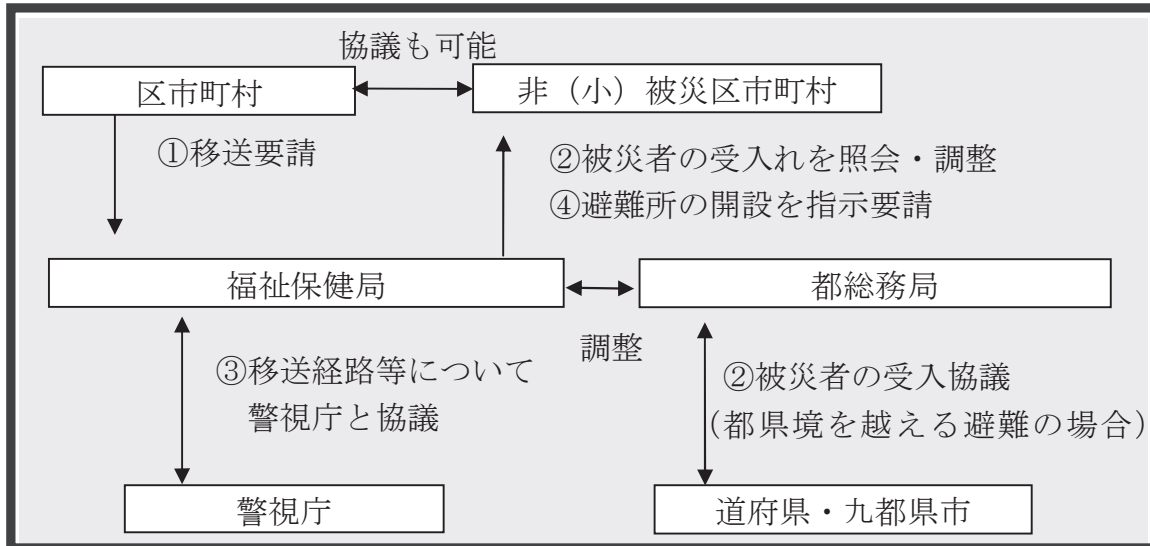 協議も可能
区市町村
非（小）被災区市町村
①移送要請
②被災者の受入れを照会・調整
④避難所の開設を指示要請
福祉保健局
都総務局
調整
③移送経路等について
警視庁と協議
②被災者の受入協議
（都県境を越える避難の場合）
警視庁
道府県・九都県市